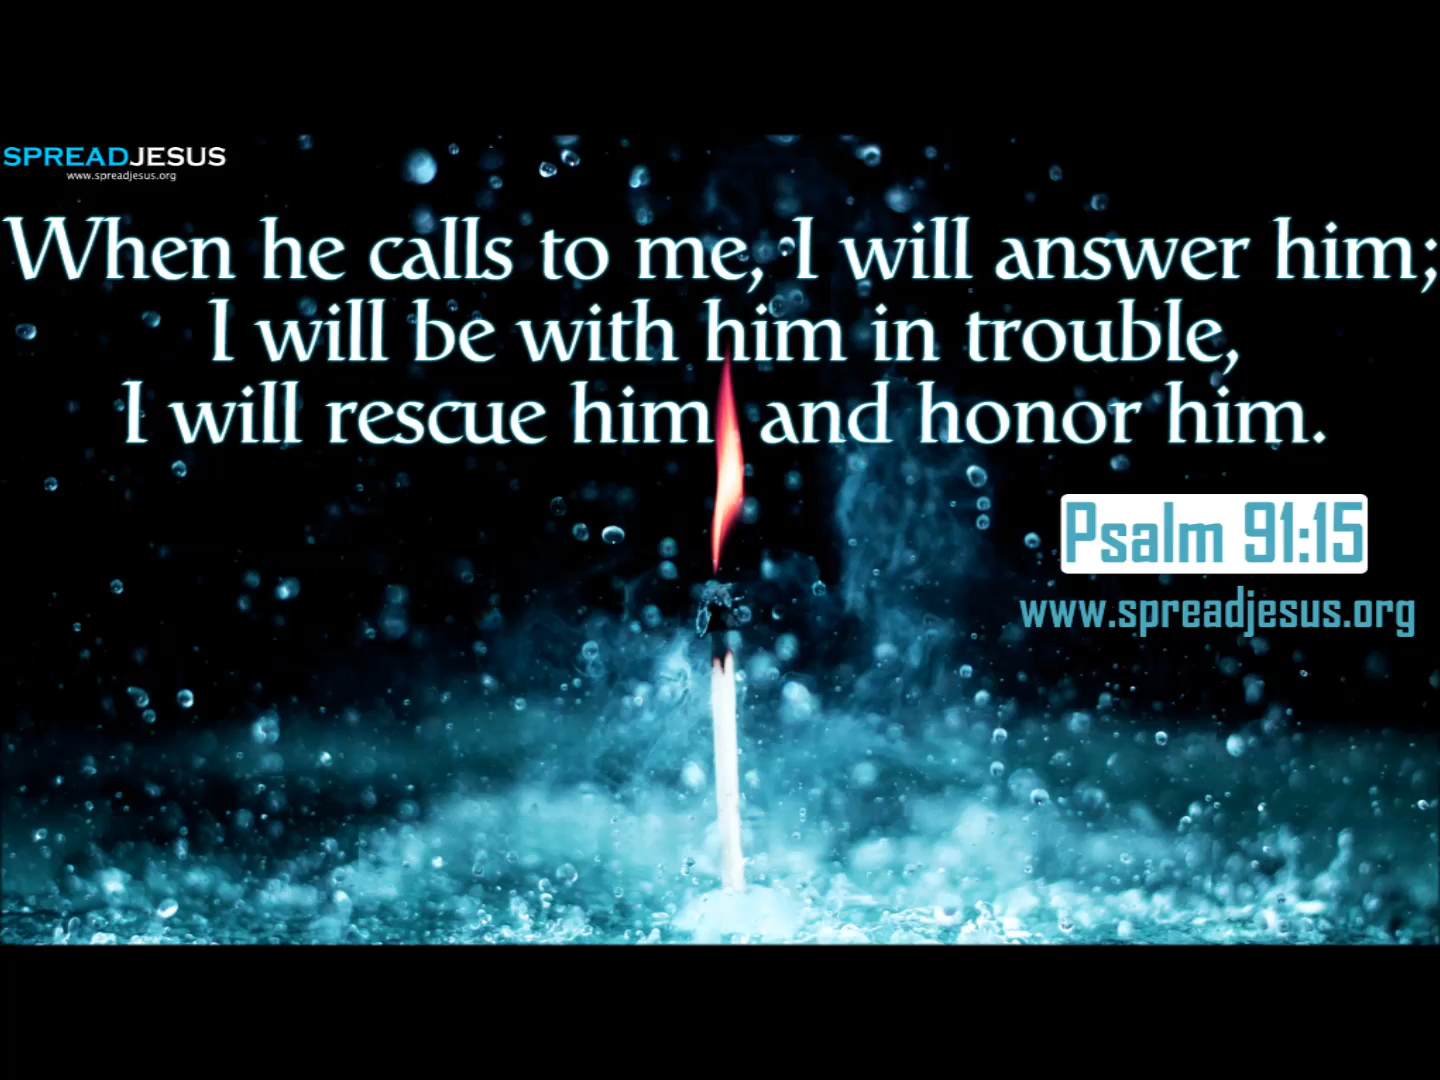 SPREADJESUS
www.spreadjesus.org
When he calls to me, I will answer him;
I will be with him in trouble,
I will rescue him and honor him.
Psalm 91:15
www.spreadjesus.org